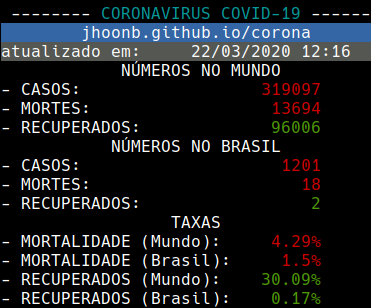 -------- CORONAVIRUS COVID-19 ------
jhoonb.github.io/corona
atualizado em: 22/03/2020 12:16
NÚMEROS NO MUNDO
- CASOS: 319097
- MORTES: 13694
- RECUPERADOS: 96006
NÚMEROS NO BRASIL
- CASOS: 1201
- MORTES: 18
- RECUPERADOS: 2
TAXAS
- MORTALIDADE (Mundo): 4.29%
- MORTALIDADE (Brasil): 1.5%
- RECUPERADOS (Mundo): 30.09%
- RECUPERADOS (Brasil): 0.17%